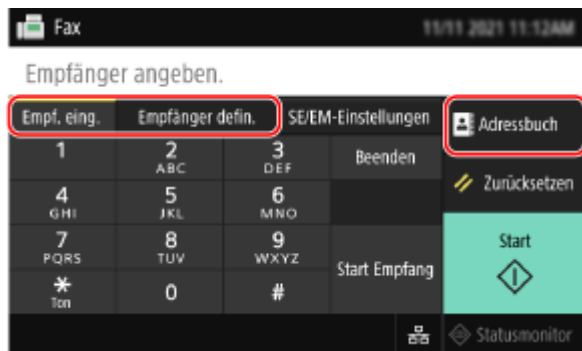 Fax 11/11 2021 11:12AM
Empfänger angeben.
Empf. eing. Empfänger defin. SE/EM-Einstellungen Adressbuch
1 2 3 Beenden
ABC DEF
Zurücksetzen
4 5 6
GHI JKL MNO
7 8 9 Start
PQRS TUV WXYZ
Start Empfang
* 0 #
Ton
Statusmonitor